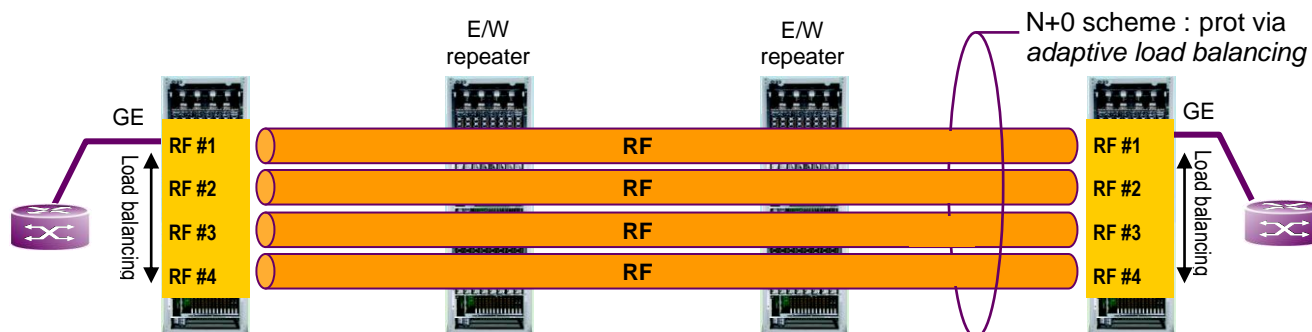 E/W
repeater
E/W
repeater
N+0 scheme : prot via
adaptive load balancing
GE
Load balancing
RF #1
RF #2
RF #3
RF #4
RF
RF
RF
RF
RF #1
RF #2
RF #3
RF #4
Load balancing
GE